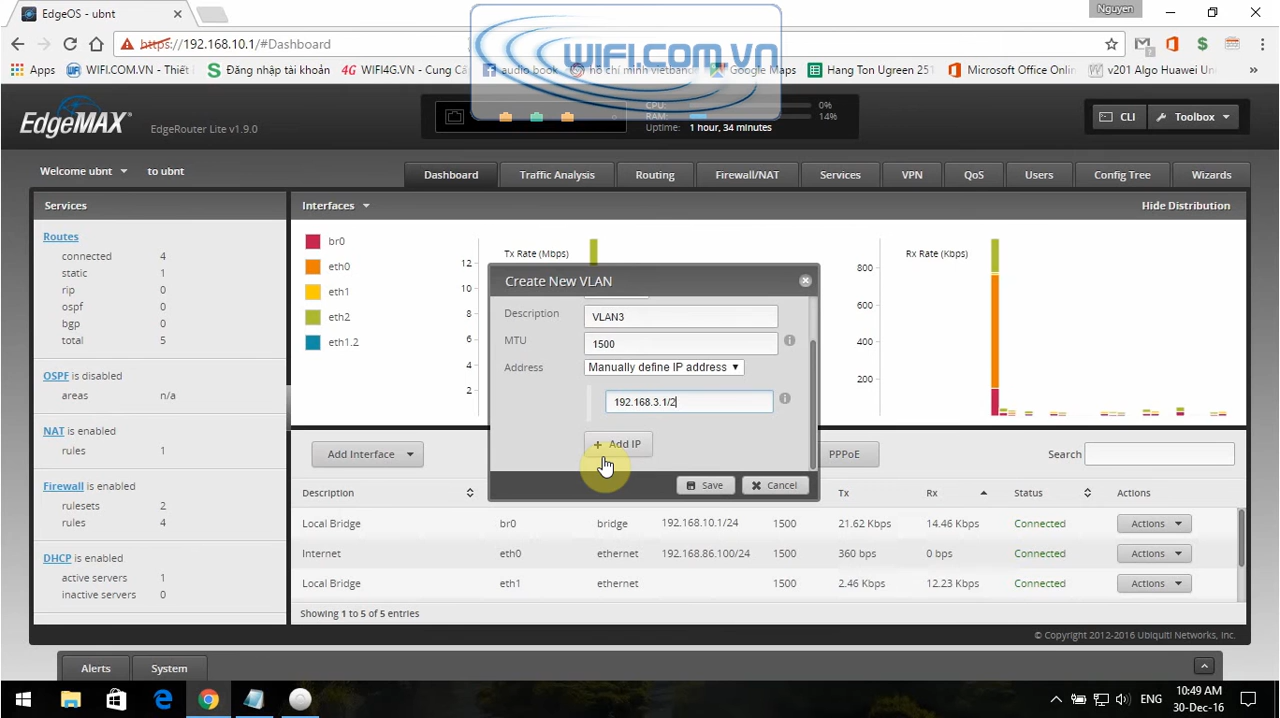 EdgeOS - ubnt
Nguyen
https://192.168.10.1/#Dashboard
WIFI.COM.VN
Apps WIFI.COM.VN - Thiết Đăng nhập tài khoản WIFI4G.VN - Cung Cấ audio book hồ chí minh vietban Google Maps Hang Ton Ugreen 251 Microsoft Office Onlin v201 Algo Huawei Un »
EdgeMAX EdgeRouter Lite v1.9.0
CPU: 0%
RAM: 14%
Uptime: 1 hour, 34 minutes
CLI Toolbox
Welcome ubnt to ubnt
Dashboard Traffic Analysis Routing Firewall/NAT Services VPN QoS Users Config Tree Wizards
Services
Routes
connected 4
static 1
rip 0
ospf 0
bgp 0
total 5
OSPF is disabled
areas n/a
NAT is enabled
rules 1
Firewall is enabled
rulesets 2
rules 4
DHCP is enabled
active servers 1
inactive servers 0
Interfaces Hide Distribution
br0
eth0
eth1
eth2
eth1.2
Tx Rate (Mbps)
12
10
8
6
4
2
Rx Rate (Kbps)
800
600
400
200
Create New VLAN
Description VLAN3
MTU 1500
Address Manually define IP address
192.168.3.1/2
+ Add IP
Save Cancel
Add Interface PPPoE Search
Description Tx Rx Status Actions
Local Bridge br0 bridge 192.168.10.1/24 1500 21.62 Kbps 14.46 Kbps Connected Actions
Internet eth0 ethernet 192.168.86.100/24 1500 360 bps 0 bps Connected Actions
Local Bridge eth1 ethernet 1500 2.46 Kbps 12.23 Kbps Connected Actions
Showing 1 to 5 of 5 entries
© Copyright 2012-2016 Ubiquiti Networks, Inc.
Alerts System
ENG
10:49 AM
30-Dec-16